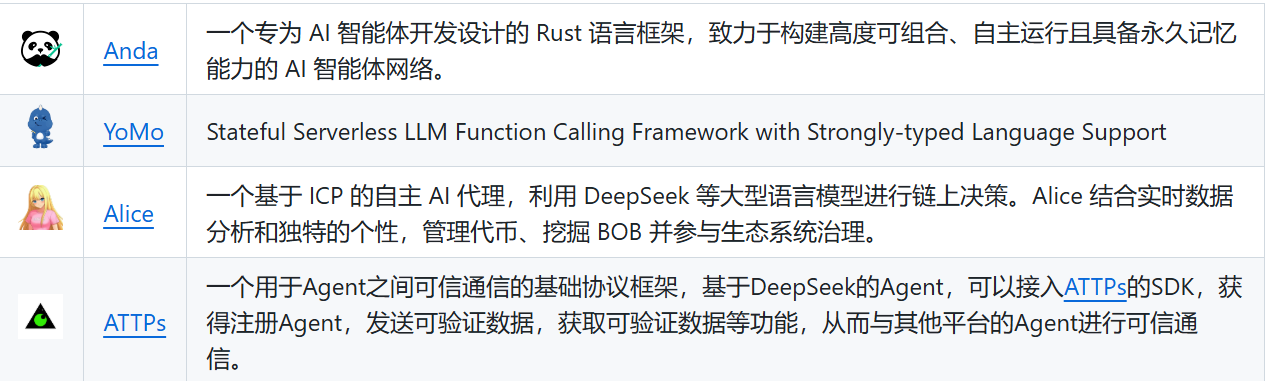 Anda
一个专为 AI 智能体开发设计的 Rust 语言框架，致力于构建高度可组合、自主运行且具备永久记忆
能力的 AI 智能体网络。
YoMo
Stateful Serverless LLM Function Calling Framework with Strongly-typed Language Support
Alice
一个基于 ICP 的自主 AI 代理，利用 DeepSeek 等大型语言模型进行链上决策。Alice 结合实时数据
分析和独特的个性，管理代币、挖掘 BOB 并参与生态系统治理。
ATTPs
一个用于Agent之间可信通信的基础协议框架，基于DeepSeek的Agent，可以接入ATTPs的SDK，获
得注册Agent，发送可验证数据，获取可验证数据等功能，从而与其他平台的Agent进行可信通
信。